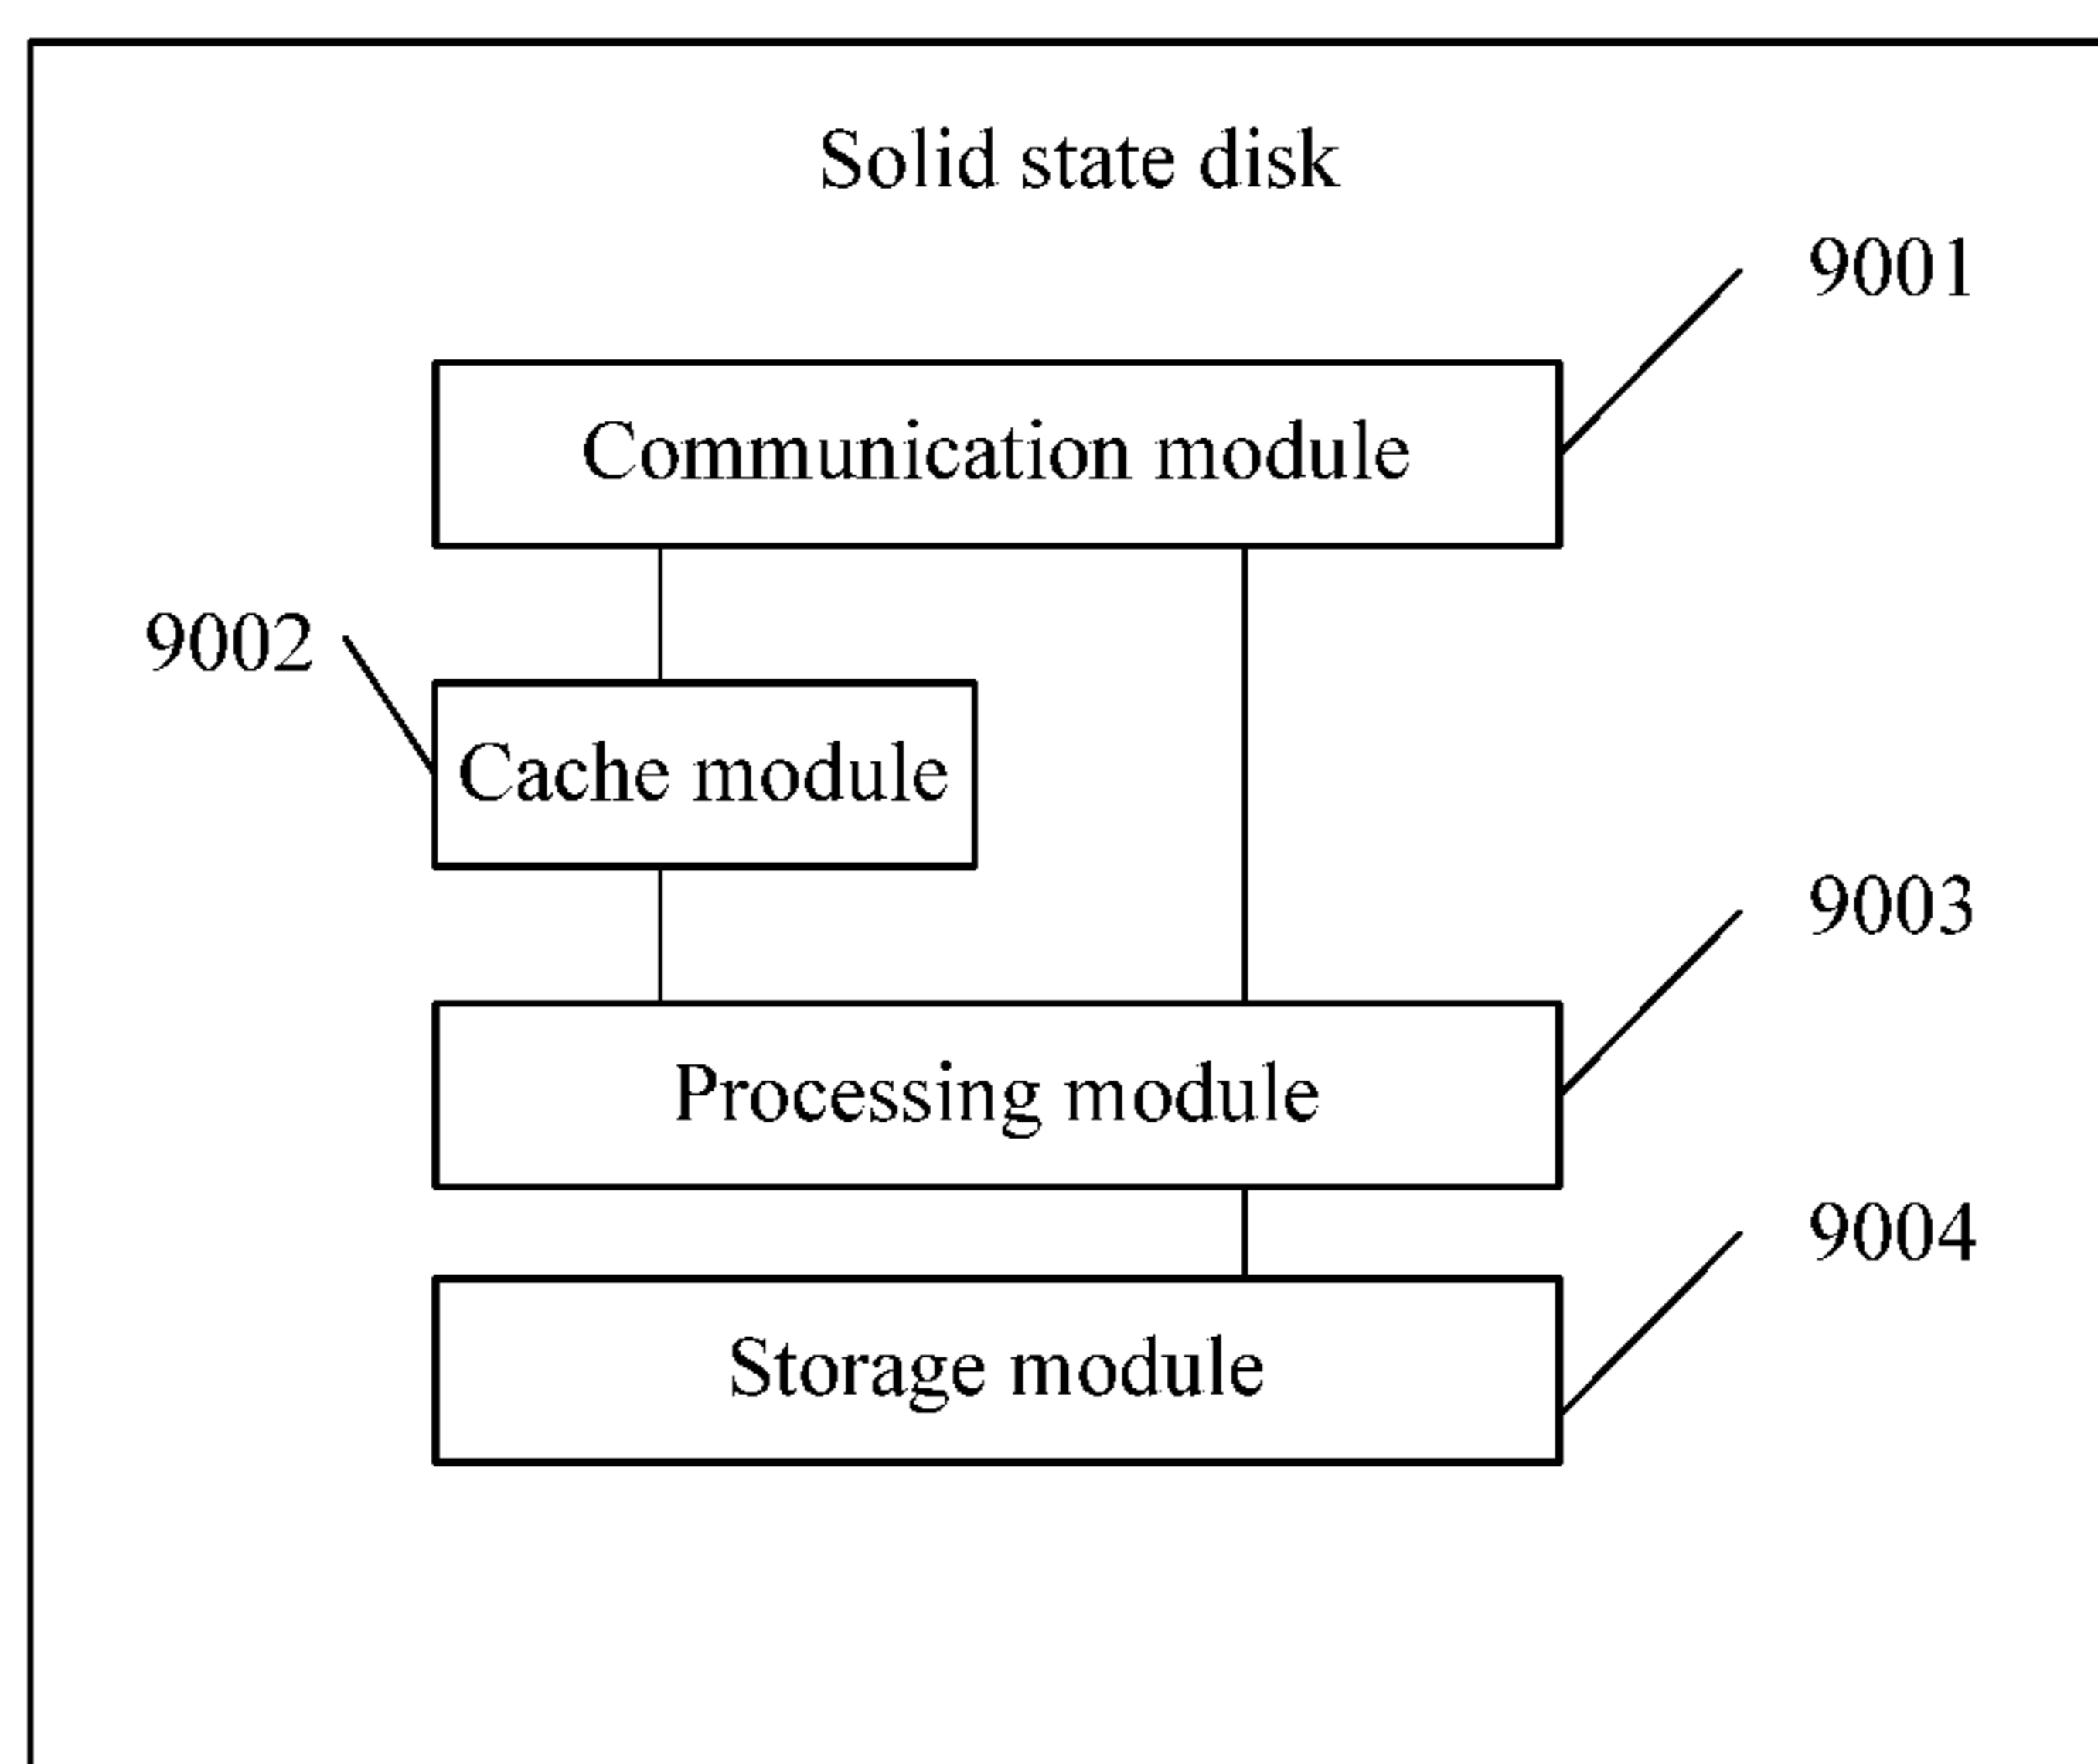 Solid state disk
9001
Communication module
9002
Cache module
9003
Processing module
9004
Storage module